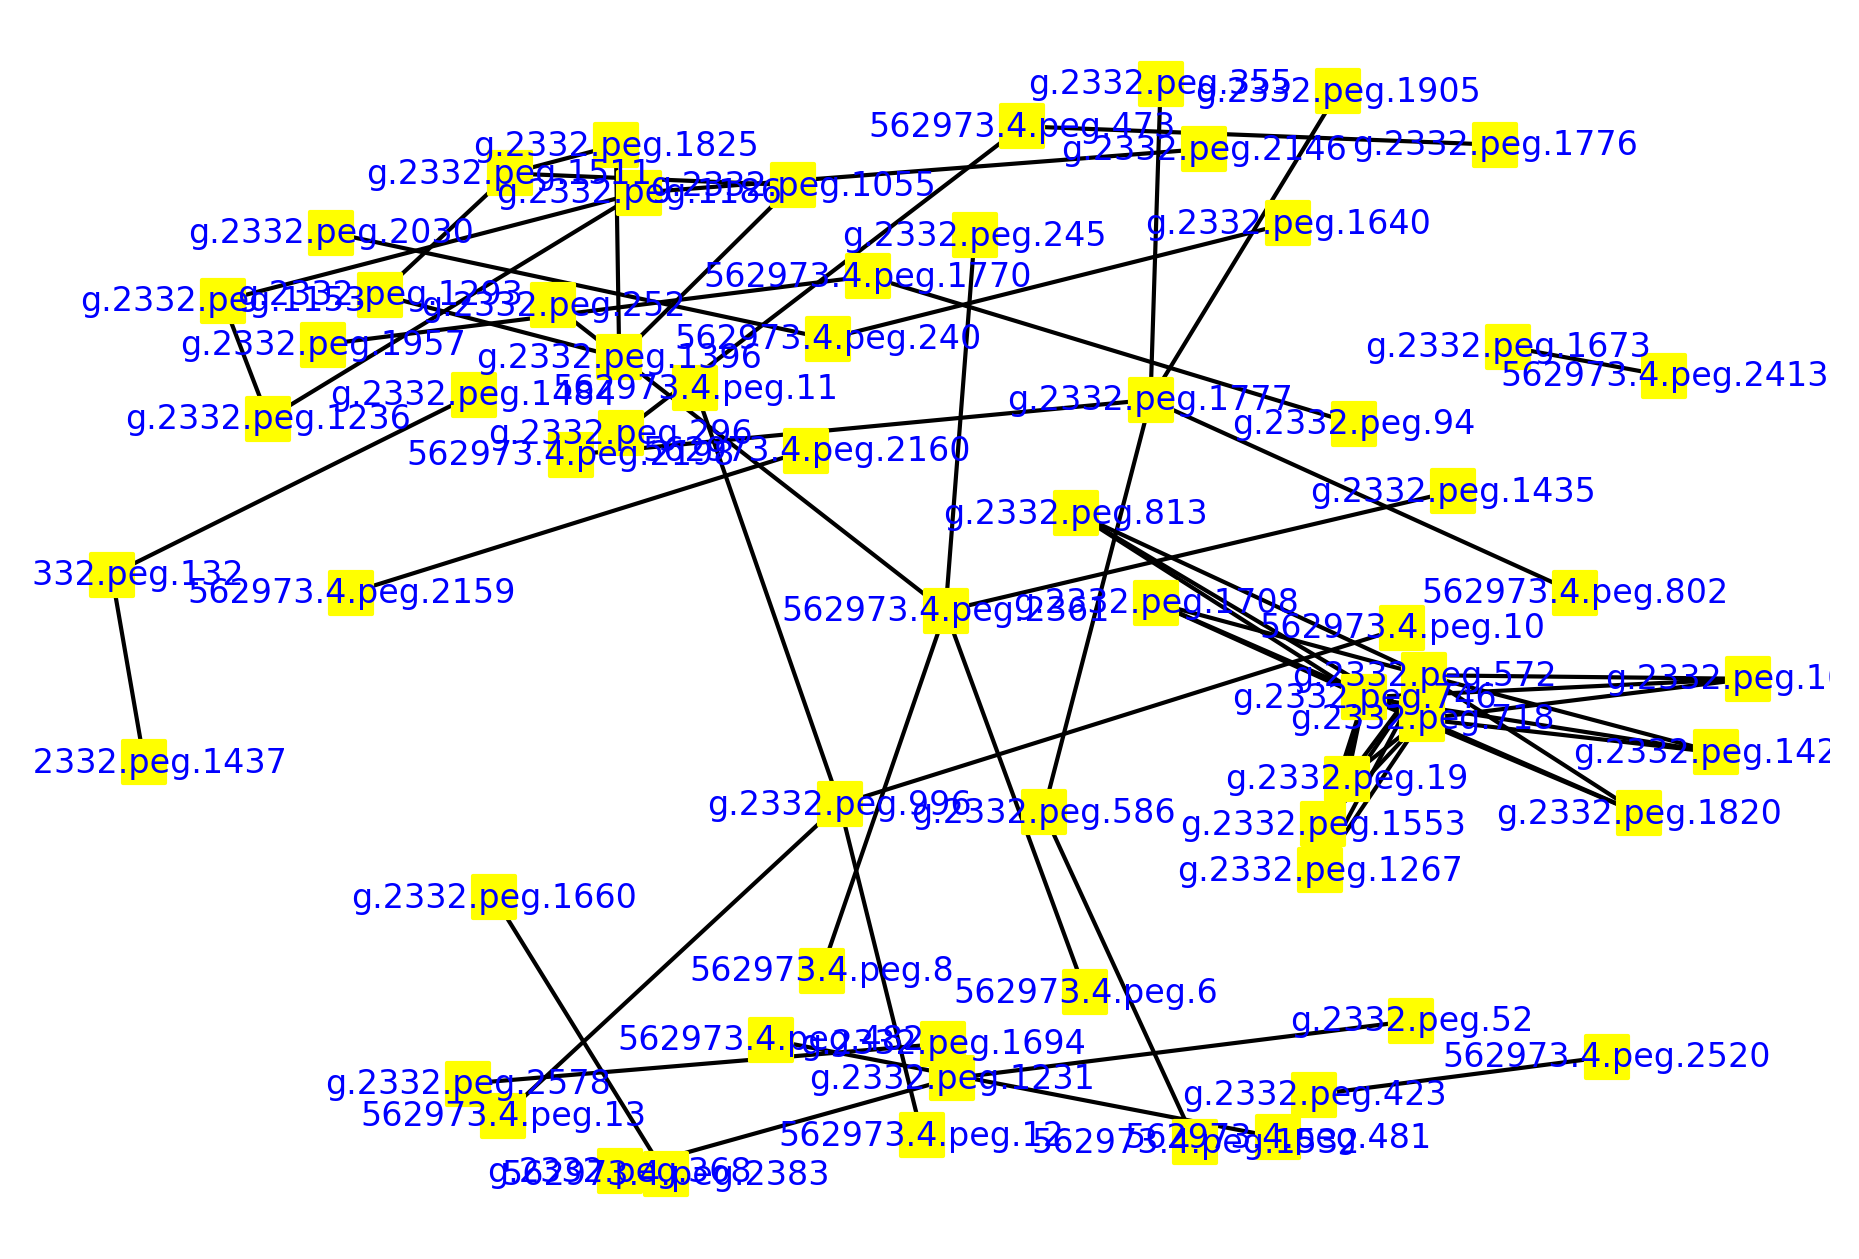 g.2332.peg.355
g.2332.peg.1905
562973.4.peg.473
g.2332.peg.1825
g.2332.peg.2146
g.2332.peg.1776
g.2332.peg.1511
g.2332.peg.1186
g.2332.peg.1055
g.2332.peg.2030
g.2332.peg.245
g.2332.peg.1640
562973.4.peg.1770
g.2332.peg.1153
g.2332.peg.1293
g.2332.peg.252
g.2332.peg.1957
562973.4.peg.240
g.2332.peg.1673
g.2332.peg.1396
562973.4.peg.2413
g.2332.peg.1484
562973.4.peg.11
g.2332.peg.1777
g.2332.peg.1236
g.2332.peg.94
g.2332.peg.296
562973.4.peg.2198
562973.4.peg.2160
g.2332.peg.1435
g.2332.peg.813
332.peg.132
562973.4.peg.2159
562973.4.peg.802
562973.4.peg.2361
g.2332.peg.1708
562973.4.peg.10
g.2332.peg.572
g.2332.peg.10
g.2332.peg.746
g.2332.peg.718
2332.peg.1437
g.2332.peg.142
g.2332.peg.19
g.2332.peg.996
g.2332.peg.586
g.2332.peg.1820
g.2332.peg.1553
g.2332.peg.1267
g.2332.peg.1660
562973.4.peg.8
562973.4.peg.6
g.2332.peg.52
562973.4.peg.482
g.2332.peg.1694
562973.4.peg.2520
g.2332.peg.2578
g.2332.peg.1231
g.2332.peg.423
562973.4.peg.13
562973.4.peg.12
562973.4.peg.1532
562973.4.peg.481
g.2332.peg.368
562973.4.peg.2383